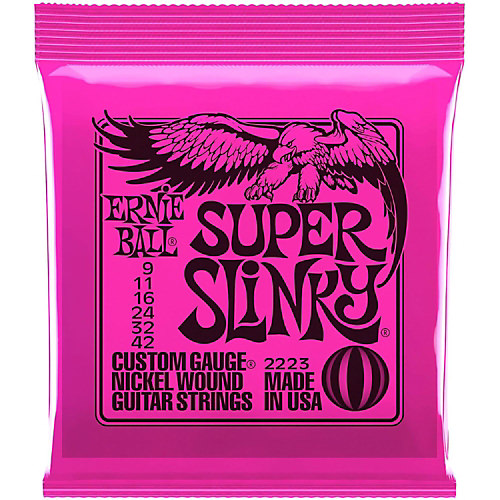 ERNIE
BALL®
SUPER
SLINKY®
9
11
16
24
32
42
CUSTOM GAUGE®
NICKEL WOUND
GUITAR STRINGS
2223
MADE
IN USA